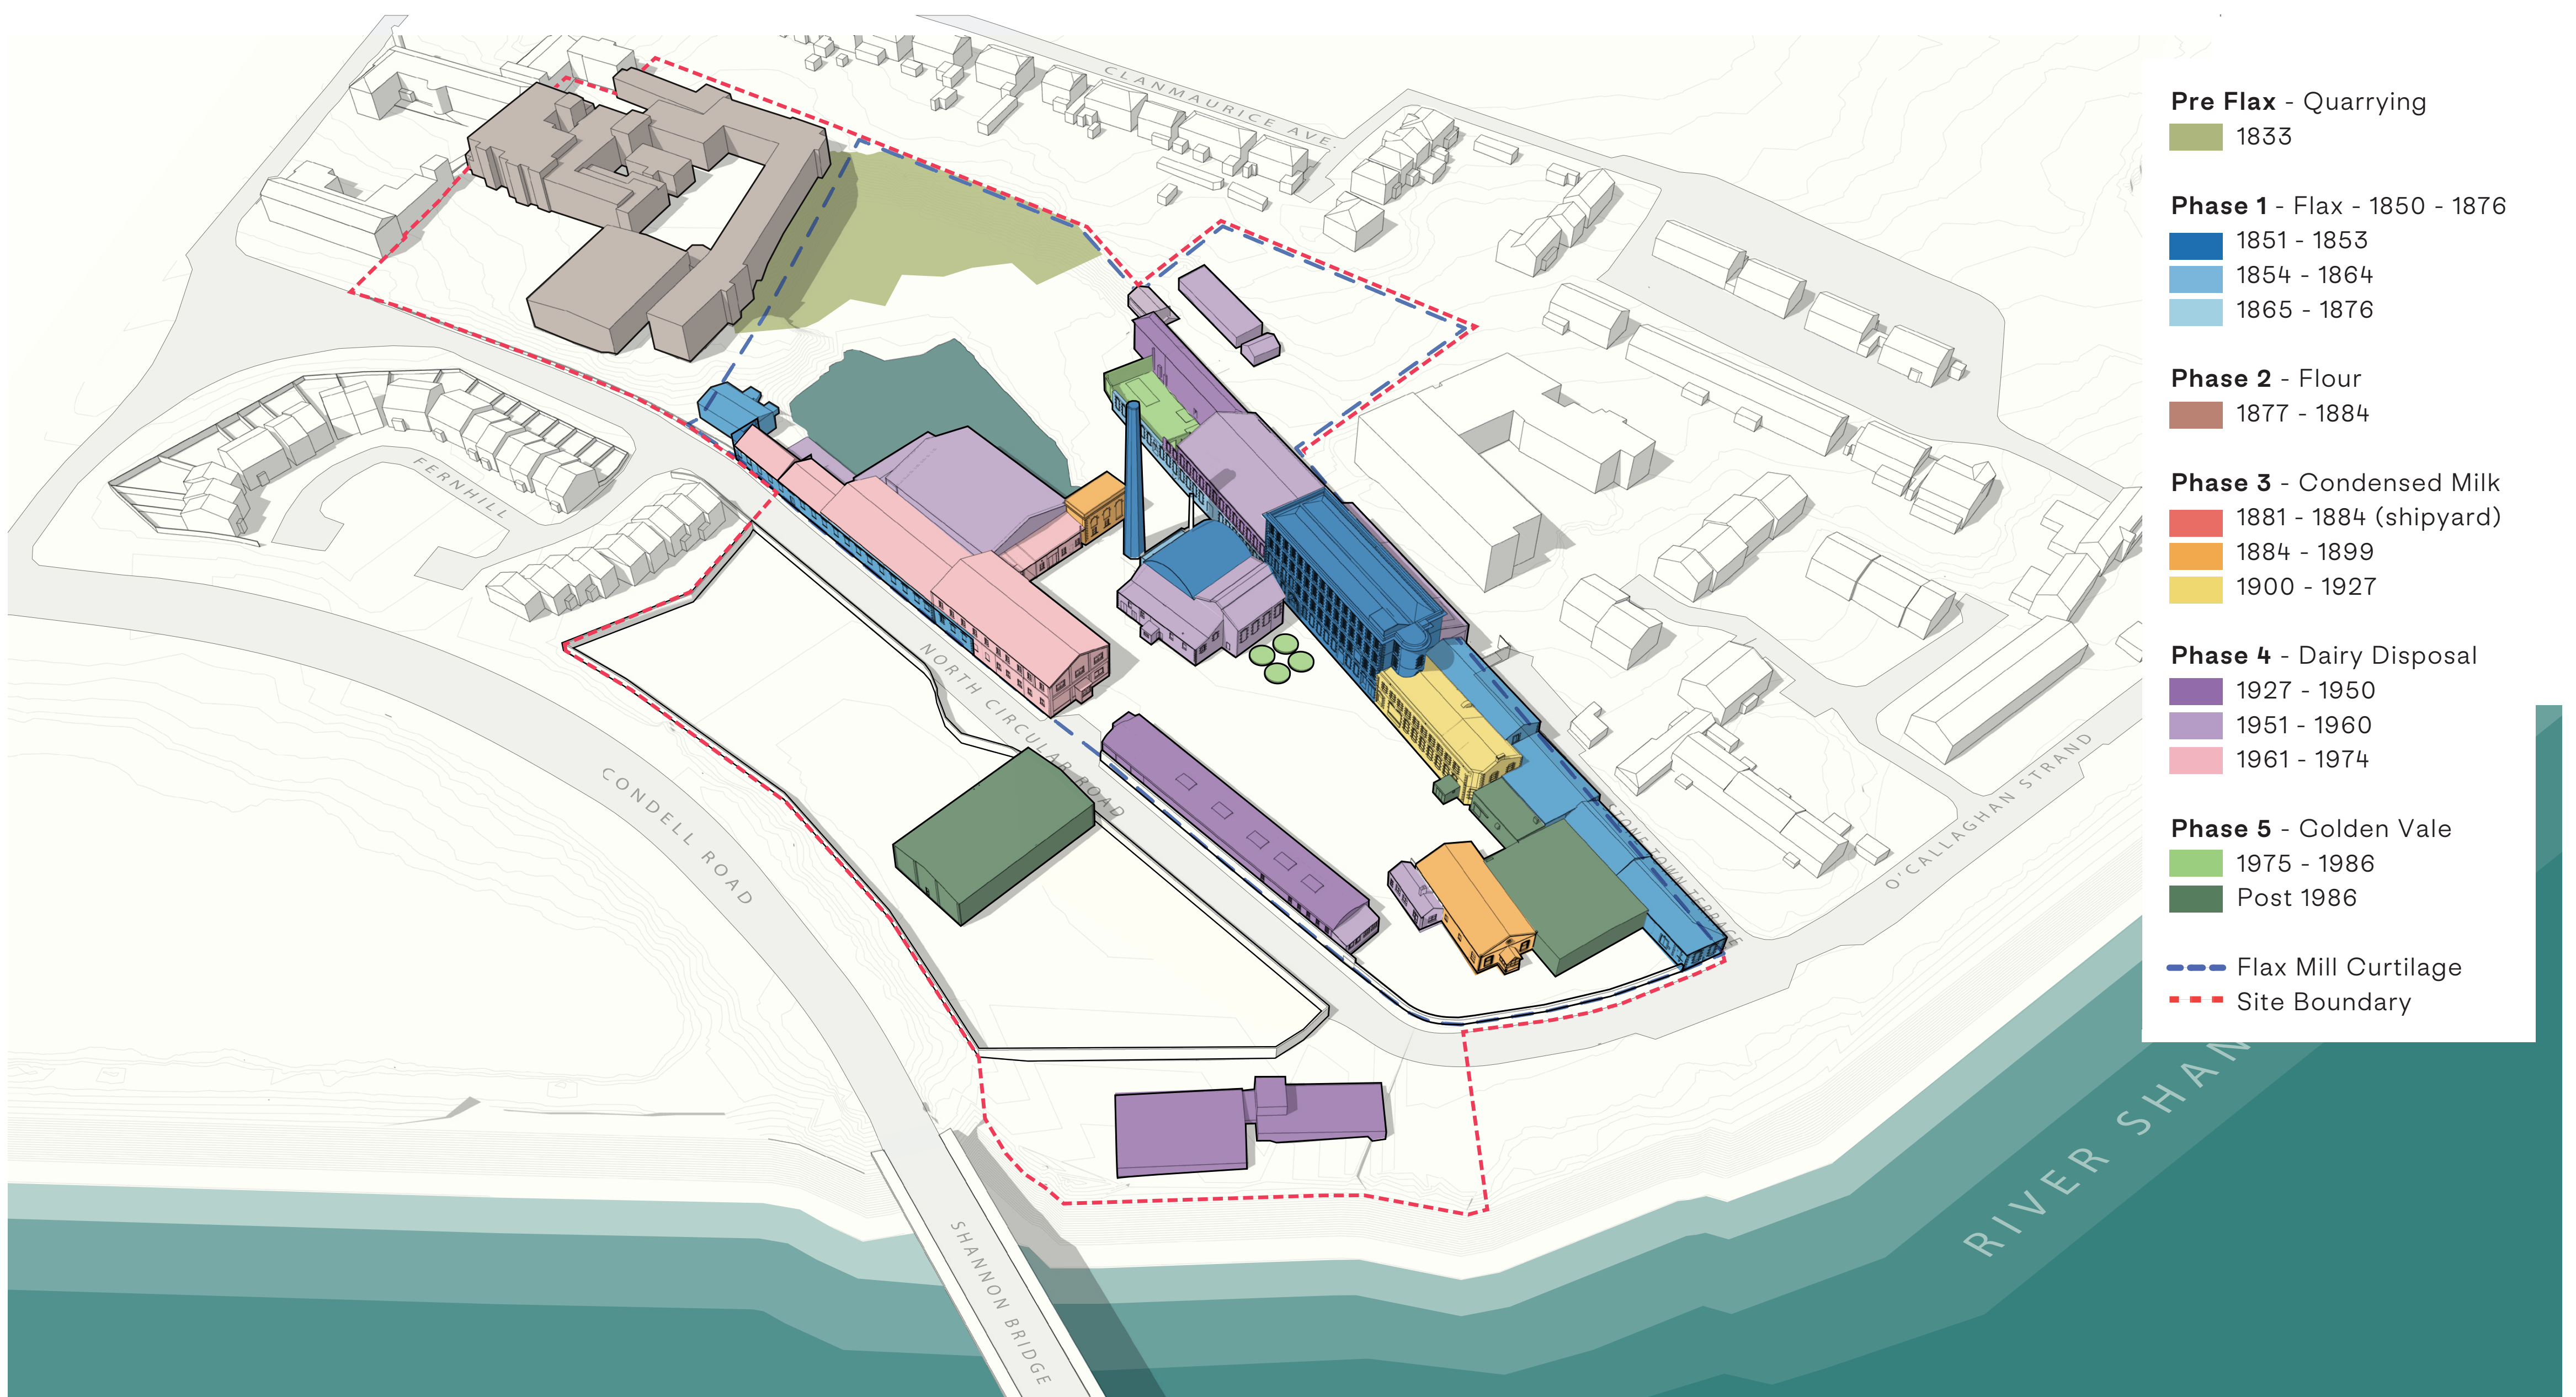 CLANMAURICE AVE.
FERNHILL
NORTH CIRCULAR ROAD
CONDELL ROAD
STONE TOWN TERRACE
O'CALLAGHAN STRAND
SHANNON BRIDGE
RIVER SHAN
Pre Flax - Quarrying
1833
Phase 1 - Flax - 1850 - 1876
1851 - 1853
1854 - 1864
1865 - 1876
Phase 2 - Flour
1877 - 1884
Phase 3 - Condensed Milk
1881 - 1884 (shipyard)
1884 - 1899
1900 - 1927
Phase 4 - Dairy Disposal
1927 - 1950
1951 - 1960
1961 - 1974
Phase 5 - Golden Vale
1975 - 1986
Post 1986
Flax Mill Curtilage
Site Boundary